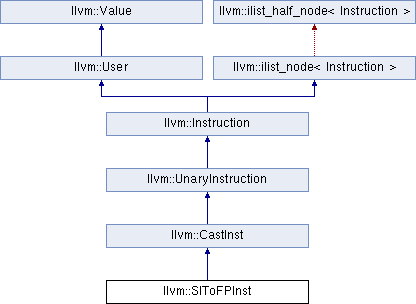 llvm::Value
llvm::ilist_half_node< Instruction >
llvm::User
llvm::ilist_node< Instruction >
llvm::Instruction
llvm::UnaryInstruction
llvm::CastInst
llvm::SIToFPInst